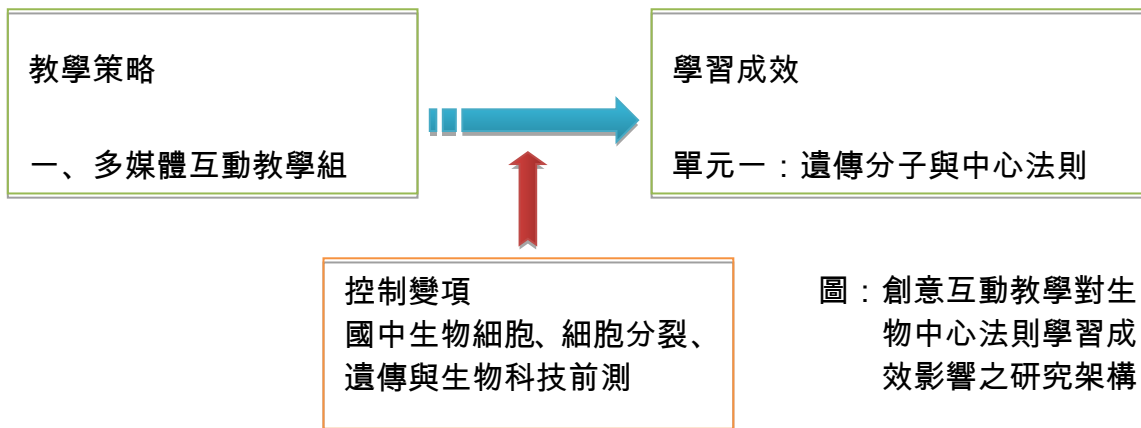 教學策略
一、多媒體互動教學組
學習成效
單元一：遺傳分子與中心法則
控制變項
國中生物細胞、細胞分裂、
遺傳與生物科技前測
圖：創意互動教學對生
物中心法則學習成
效影響之研究架構